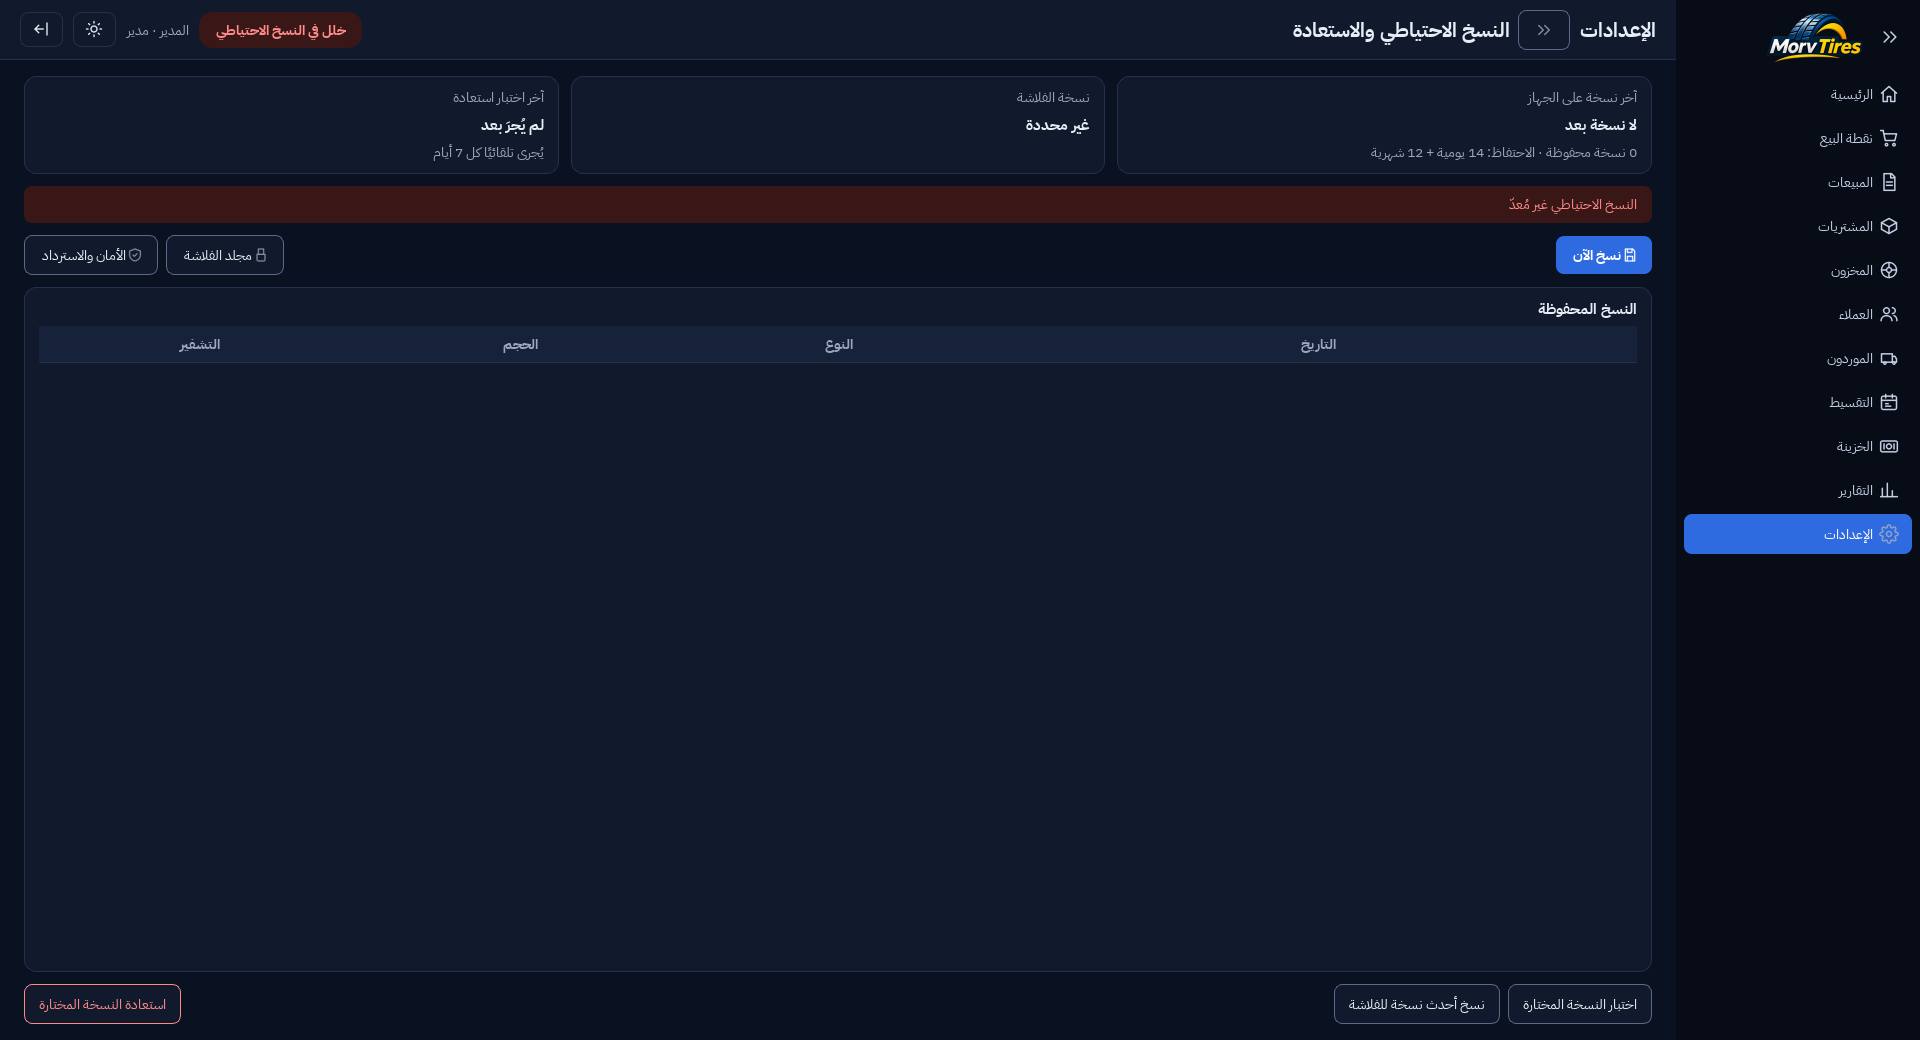 MorvTires
الرئيسية
نقطة البيع
المبيعات
المشتريات
المخزون
العملاء
الموردون
التقسيط
الخزينة
التقارير
الإعدادات
الإعدادات
النسخ الاحتياطي والاستعادة
خلل في النسخ الاحتياطي
المدير · مدير
آخر نسخة على الجهاز
لا نسخة بعد
0 نسخة محفوظة · الاحتفاظ: 14 يومية + 12 شهرية
نسخة الفلاشة
غير محددة
آخر اختبار استعادة
لم يُجرَ بعد
يُجرى تلقائيًا كل 7 أيام
النسخ الاحتياطي غير مُعدّ
نسخ الآن
مجلد الفلاشة
الأمان والاسترداد
النسخ المحفوظة
التاريخ النوع الحجم التشفير
اختبار النسخة المختارة
نسخ أحدث نسخة للفلاشة
استعادة النسخة المختارة